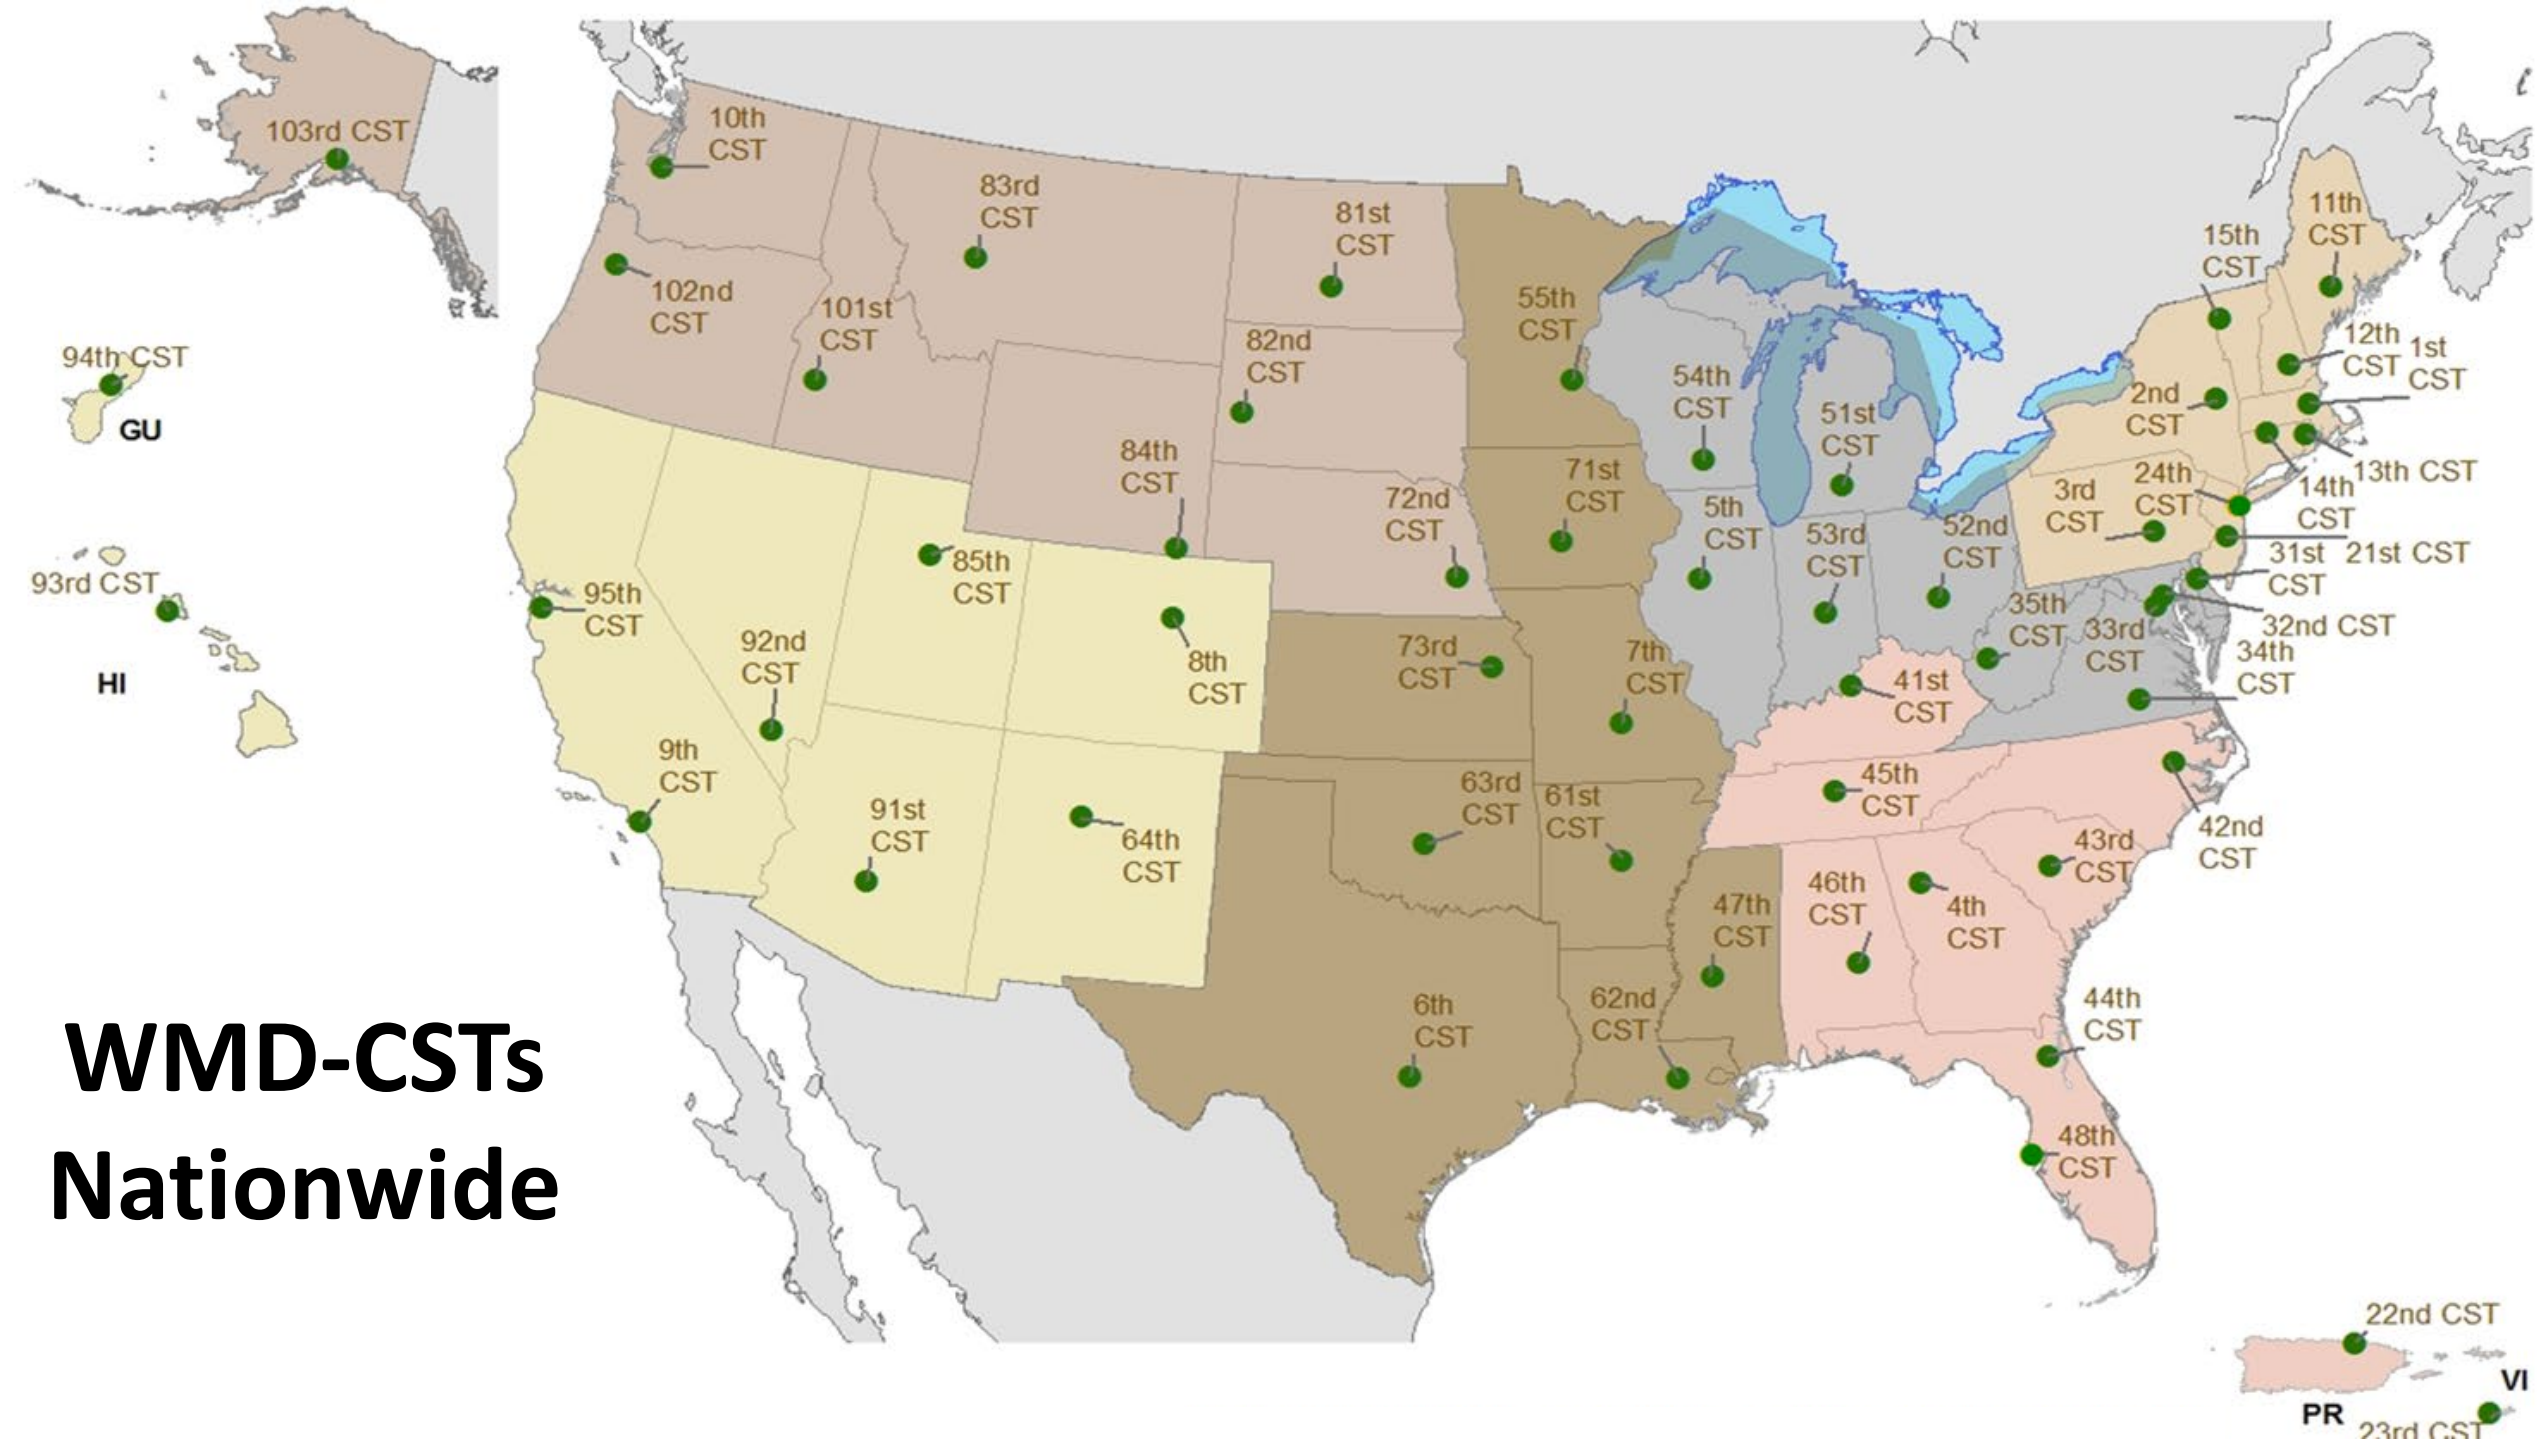 103rd CST
10th
CST
83rd
CST
81st
CST
11th
CST
15th
CST
102nd
CST
101st
CST
55th
CST
82nd
CST
12th
CST
1st
CST
94th CST
GU
54th
CST
51st
CST
2nd
CST
84th
CST
72nd
CST
71st
CST
5th
CST
53rd
CST
52nd
CST
3rd
CST
24th
CST
14th
CST
13th CST
31st
CST
21st CST
93rd CST
HI
95th
CST
85th
CST
8th
CST
92nd
CST
73rd
CST
7th
CST
41st
CST
35th
CST
33rd
CST
32nd CST
34th
CST
9th
CST
91st
CST
64th
CST
63rd
CST
61st
CST
45th
CST
42nd
CST
43rd
CST
46th
CST
4th
CST
47th
CST
6th
CST
62nd
CST
44th
CST
48th
CST
WMD-CSTs
Nationwide
22nd CST
VI
PR
23rd CST